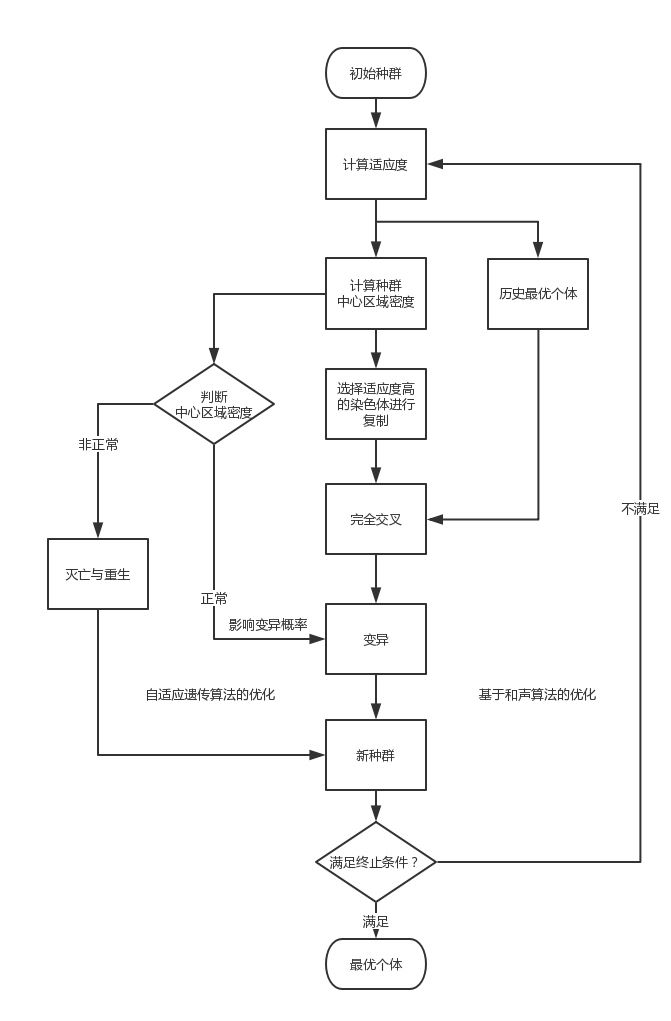 初始种群
计算适应度
计算种群
中心区域密度
历史最优个体
判断
中心区域密度
选择适应度高
的染色体进行
复制
非正常
完全交叉
不满足
灭亡与重生
正常
影响变异概率
变异
自适应遗传算法的优化
基于和声算法的优化
新种群
满足终止条件？
满足
最优个体